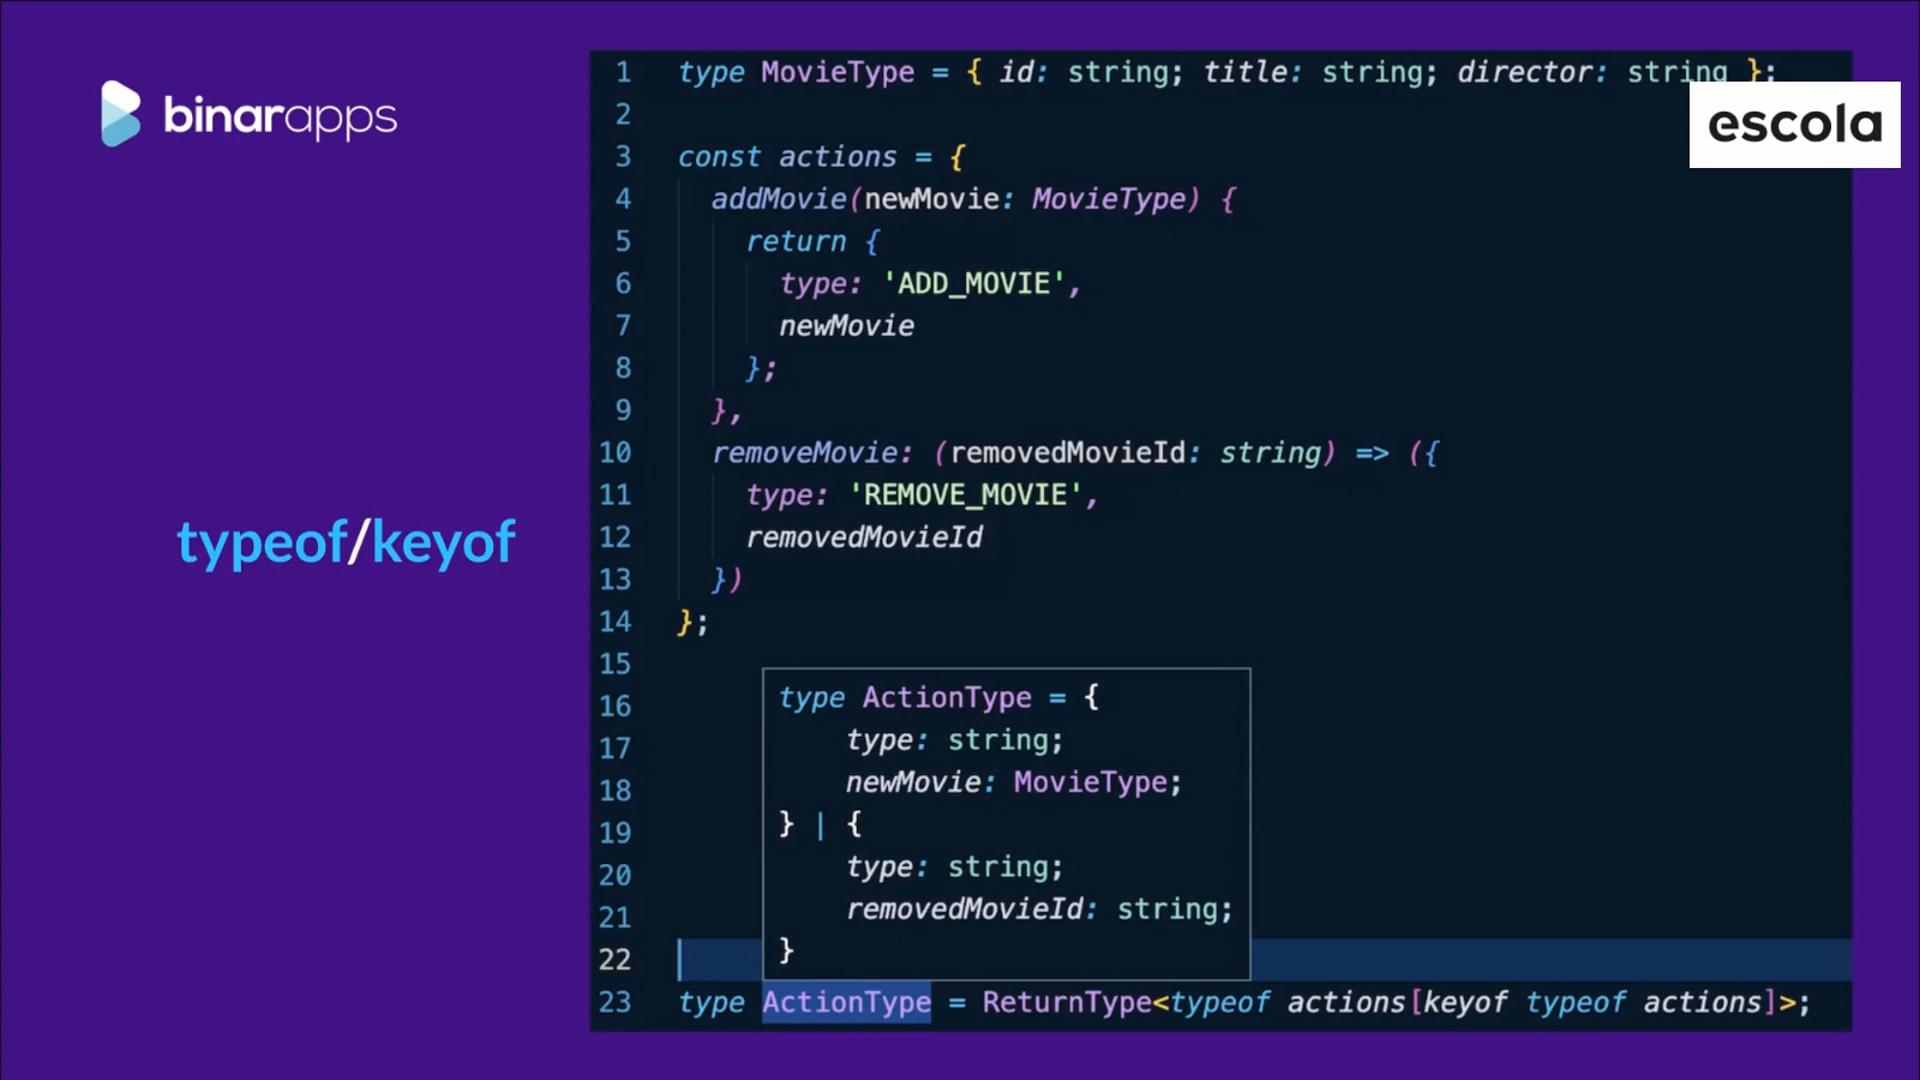 binarapps
escola
typeof/keyof
1 type MovieType = { id: string; title: string; director: string };
2
3 const actions = {
4 addMovie(newMovie: MovieType) {
5 return {
6 type: 'ADD_MOVIE',
7 newMovie
8 };
9 },
10 removeMovie: (removedMovieId: string) => ({
11 type: 'REMOVE_MOVIE',
12 removedMovieId
13 })
14 };
15
16 type ActionType = {
17 type: string;
18 newMovie: MovieType;
19 } | {
20 type: string;
21 removedMovieId: string;
22 }
23 type ActionType = ReturnType<typeof actions[keyof typeof actions]>;